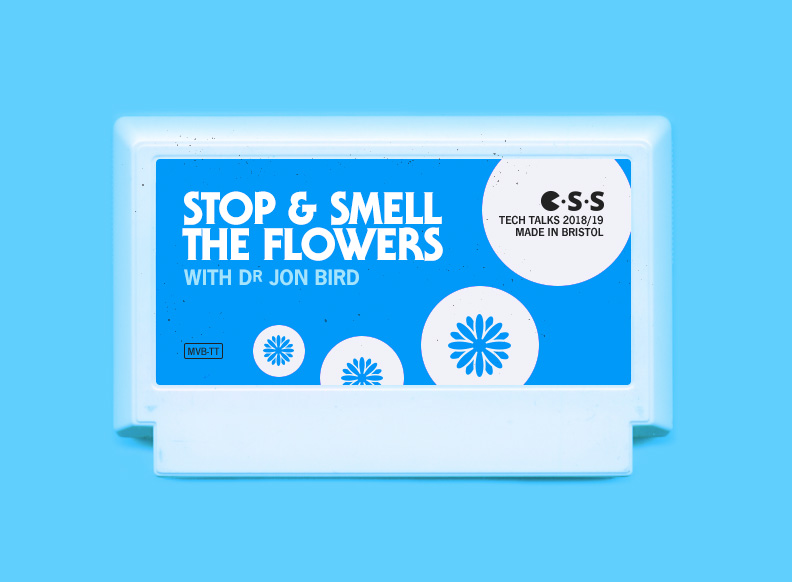 STOP & SMELL
THE FLOWERS
WITH DR JON BIRD
C·S·S
TECH TALKS 2018/19
MADE IN BRISTOL
MVB-TT